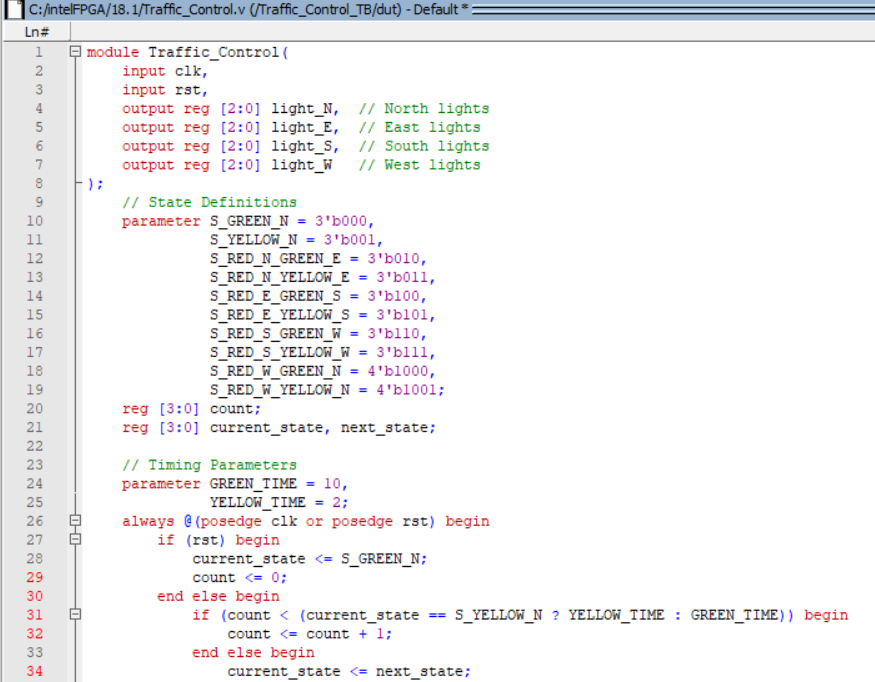 C:/intelFPGA/18.1/Traffic_Control.v (/Traffic_Control_TB/dut) - Default *
Ln#
1 module Traffic_Control(
2 input clk,
3 input rst,
4 output reg [2:0] light_N, // North lights
5 output reg [2:0] light_E, // East lights
6 output reg [2:0] light_S, // South lights
7 output reg [2:0] light_W // West lights
8 );
9 // State Definitions
10 parameter S_GREEN_N = 3'b000,
11 S_YELLOW_N = 3'b001,
12 S_RED_N_GREEN_E = 3'b010,
13 S_RED_N_YELLOW_E = 3'b011,
14 S_RED_E_GREEN_S = 3'b100,
15 S_RED_E_YELLOW_S = 3'b101,
16 S_RED_S_GREEN_W = 3'b110,
17 S_RED_S_YELLOW_W = 3'b111,
18 S_RED_W_GREEN_N = 4'b1000,
19 S_RED_W_YELLOW_N = 4'b1001;
20 reg [3:0] count;
21 reg [3:0] current_state, next_state;
22
23 // Timing Parameters
24 parameter GREEN_TIME = 10,
25 YELLOW_TIME = 2;
26 always @(posedge clk or posedge rst) begin
27 if (rst) begin
28 current_state <= S_GREEN_N;
29 count <= 0;
30 end else begin
31 if (count < (current_state == S_YELLOW_N ? YELLOW_TIME : GREEN_TIME)) begin
32 count <= count + 1;
33 end else begin
34 current_state <= next_state;